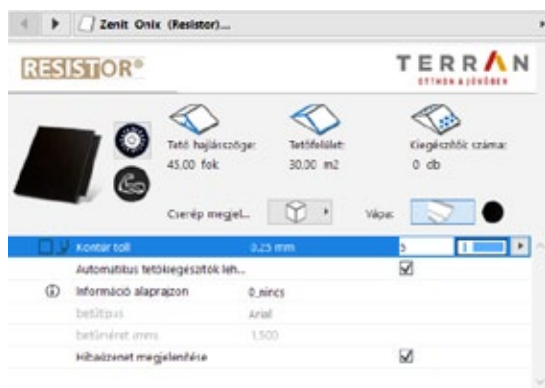 Zenit Onix (Resistor)...
RESISTOR®
TERRAN
OTTHON A JÖVŐBEN
Tető hajlásszöge:
45,00 fok
Tetőfelület:
30,00 m2
Kiegészítők száma:
0 db
Cserép megjel...
Vápa:
Kontúr toll 0.25 mm 5
Automatikus tetőkiegészítők leh...
Információ alaprajzon 0_nincs
betűtípus Arial
betűméret (mm) 1,500
Hibaüzenet megjelenítése